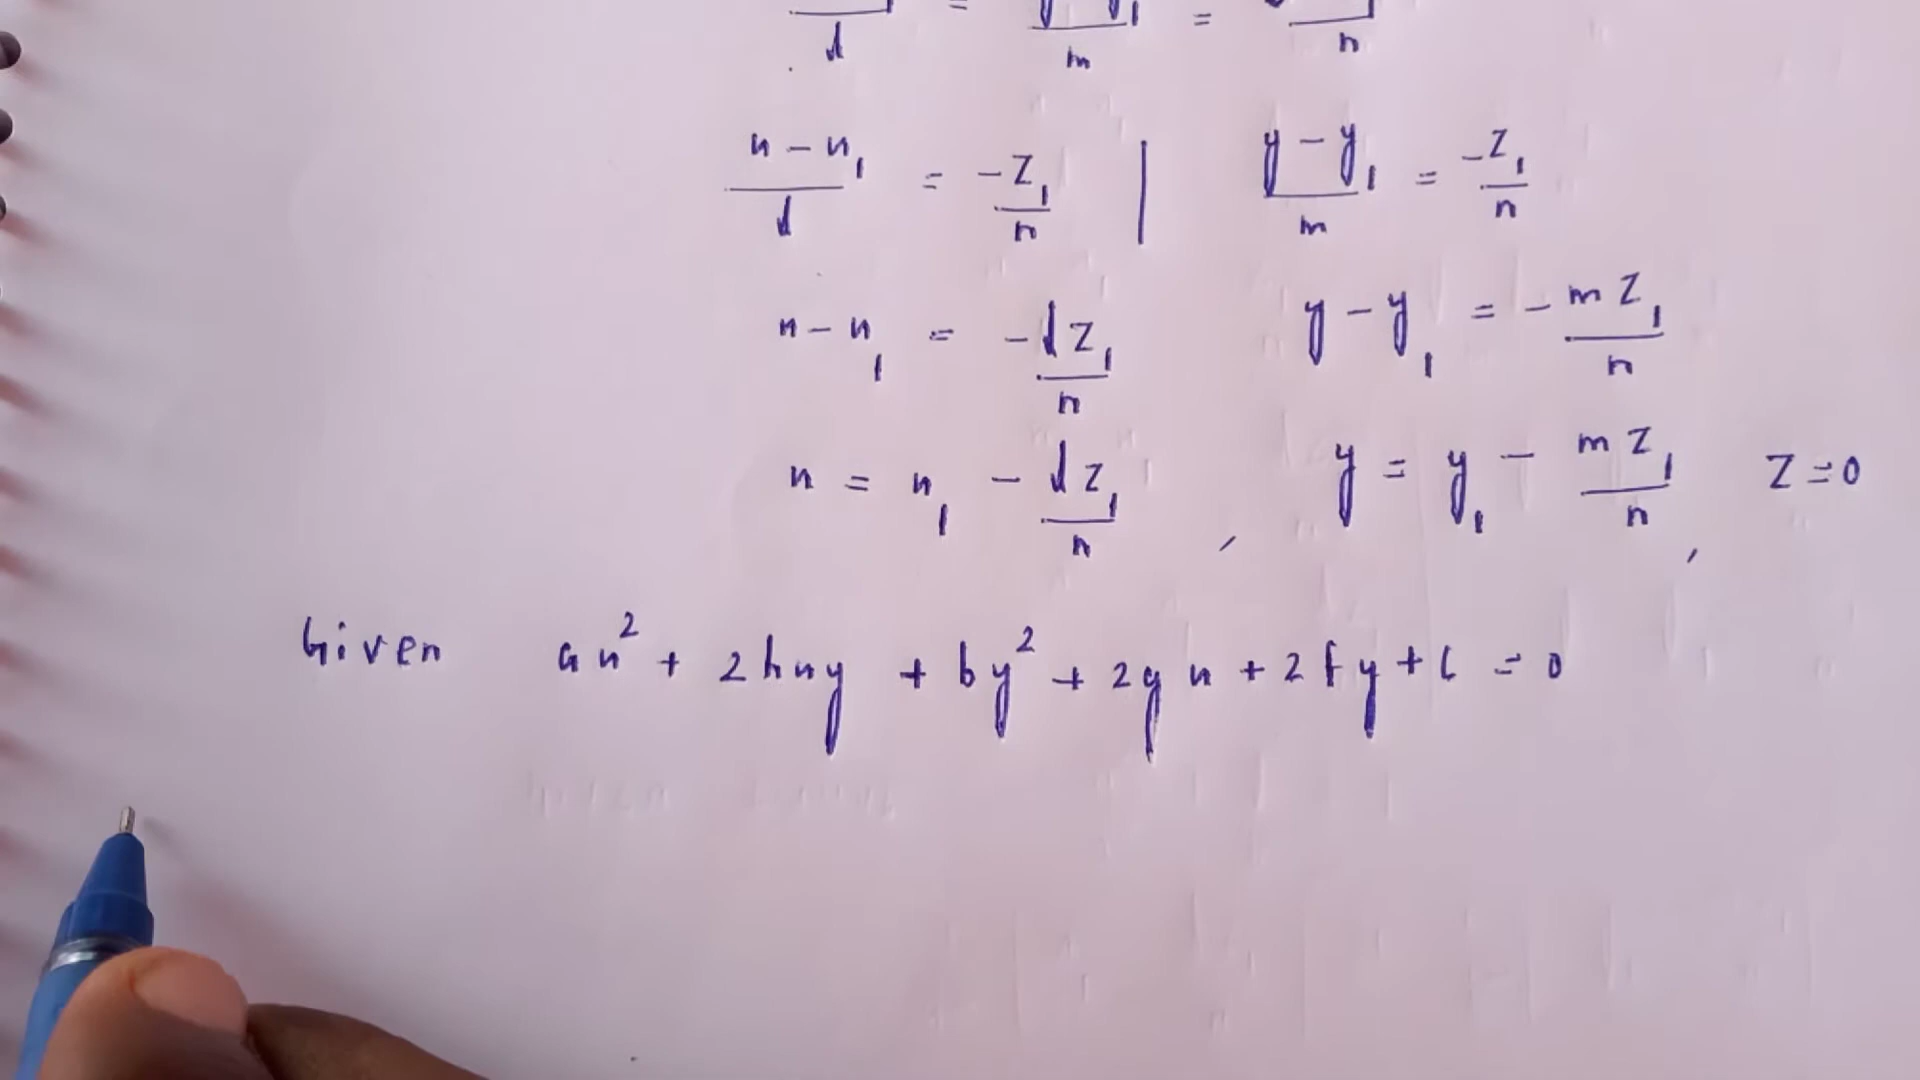 /l = /m = /n
(x - x₁)/l = -z₁/n | (y - y₁)/m = -z₁/n
x - x₁ = -lz₁/n y - y₁ = -mz₁/n
x = x₁ - lz₁/n , y = y₁ - mz₁/n , z = 0
Given ax² + 2hxy + by² + 2gx + 2fy + c = 0